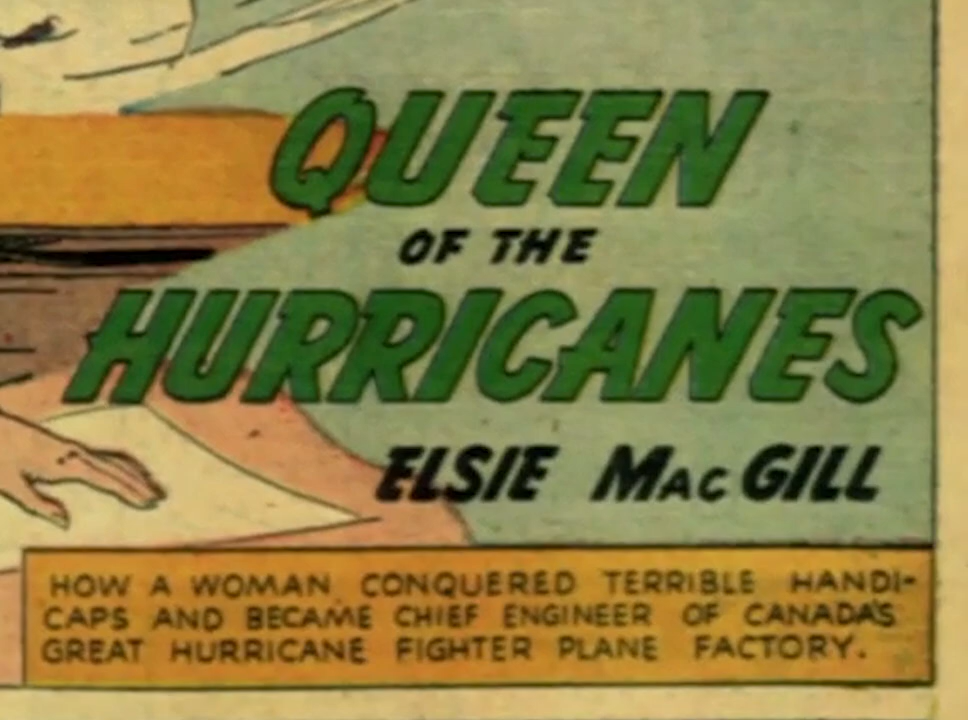 QUEEN
OF THE
HURRICANES
ELSIE MACGILL
HOW A WOMAN CONQUERED TERRIBLE HANDI-
CAPS AND BECAME CHIEF ENGINEER OF CANADA'S
GREAT HURRICANE FIGHTER PLANE FACTORY.